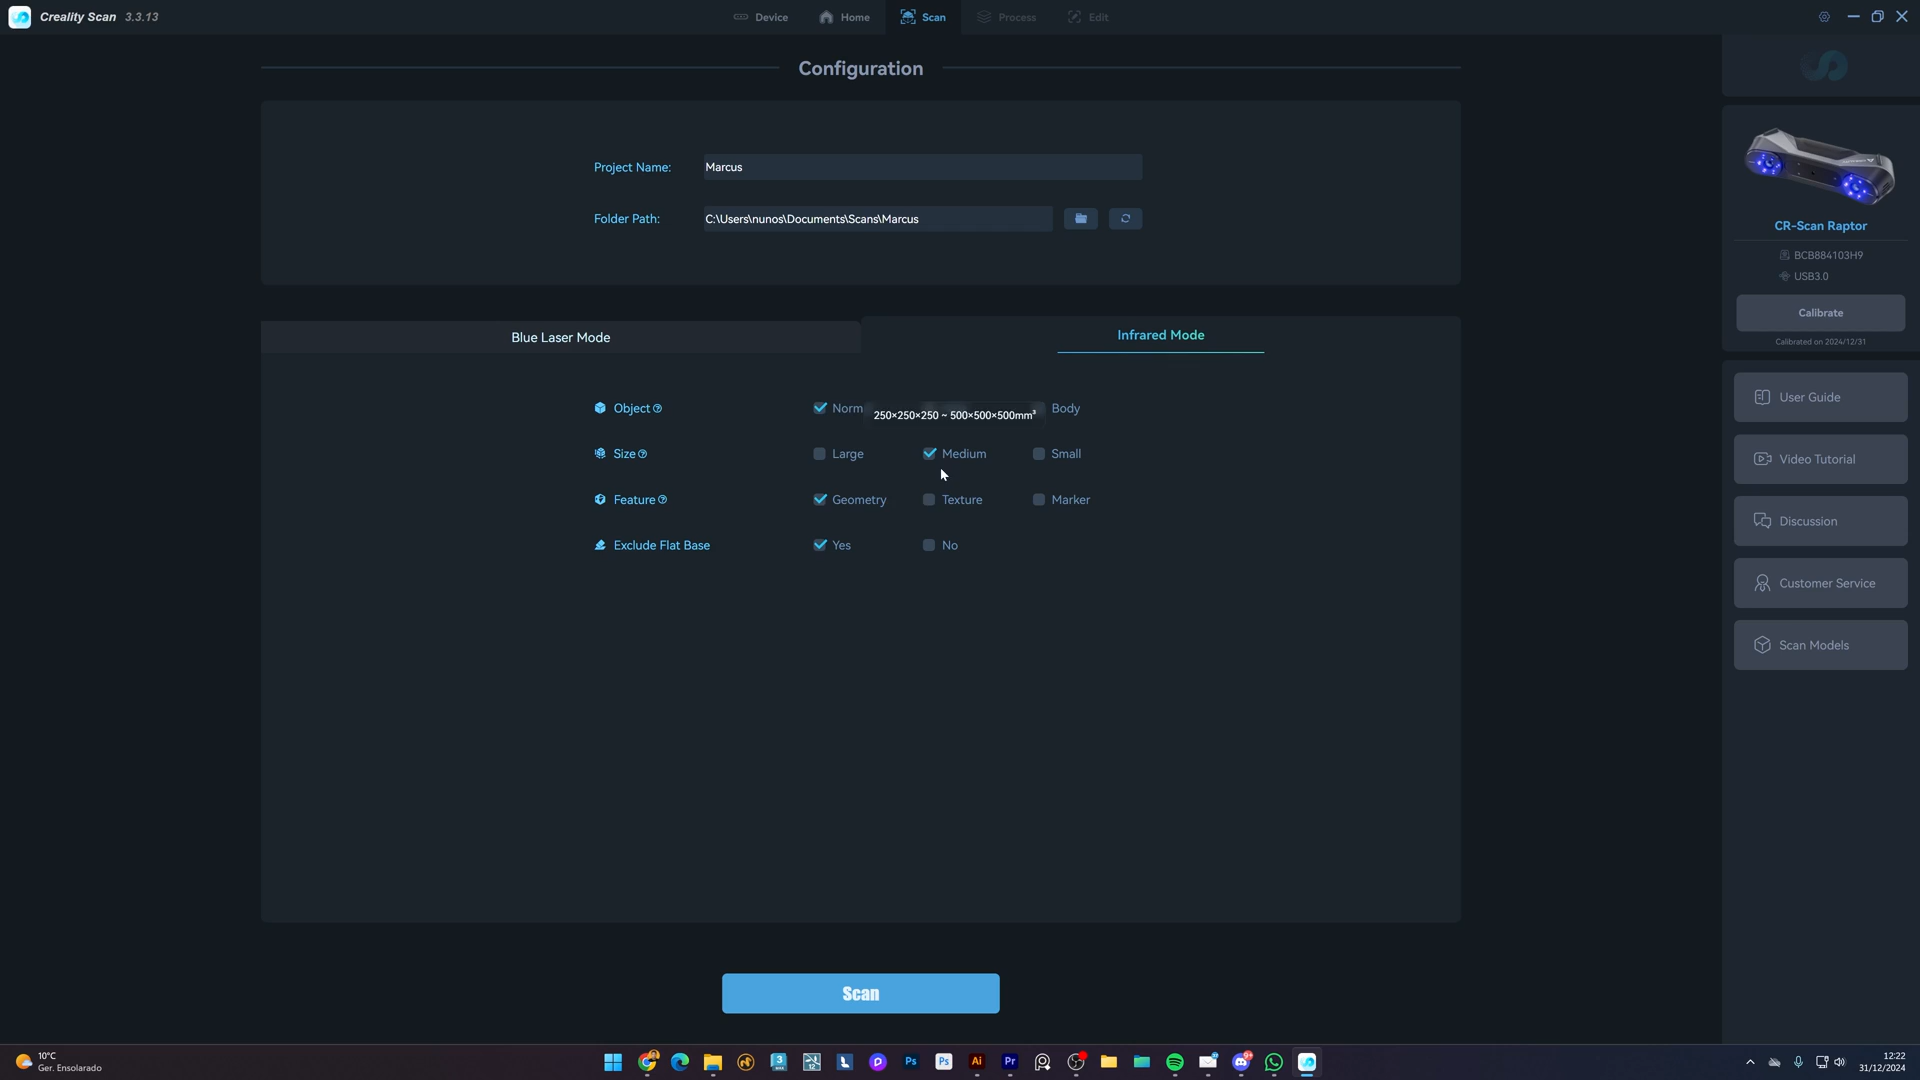 Creality Scan 3.3.13
Device
Home
Scan
Process
Edit
Configuration
Project Name:
Marcus
Folder Path:
C:\Users\nunos\Documents\Scans\Marcus
Blue Laser Mode
Infrared Mode
Object
Norm
250×250×250 ~ 500×500×500mm³
Body
Size
Large
Medium
Small
Feature
Geometry
Texture
Marker
Exclude Flat Base
Yes
No
Scan
CR-Scan Raptor
BCB884103H9
USB3.0
Calibrate
Calibrated on 2024/12/31
User Guide
Video Tutorial
Discussion
Customer Service
Scan Models
10°C
Ger. Ensolarado
Ps
Ps
Ai
Pr
12:22
31/12/2024